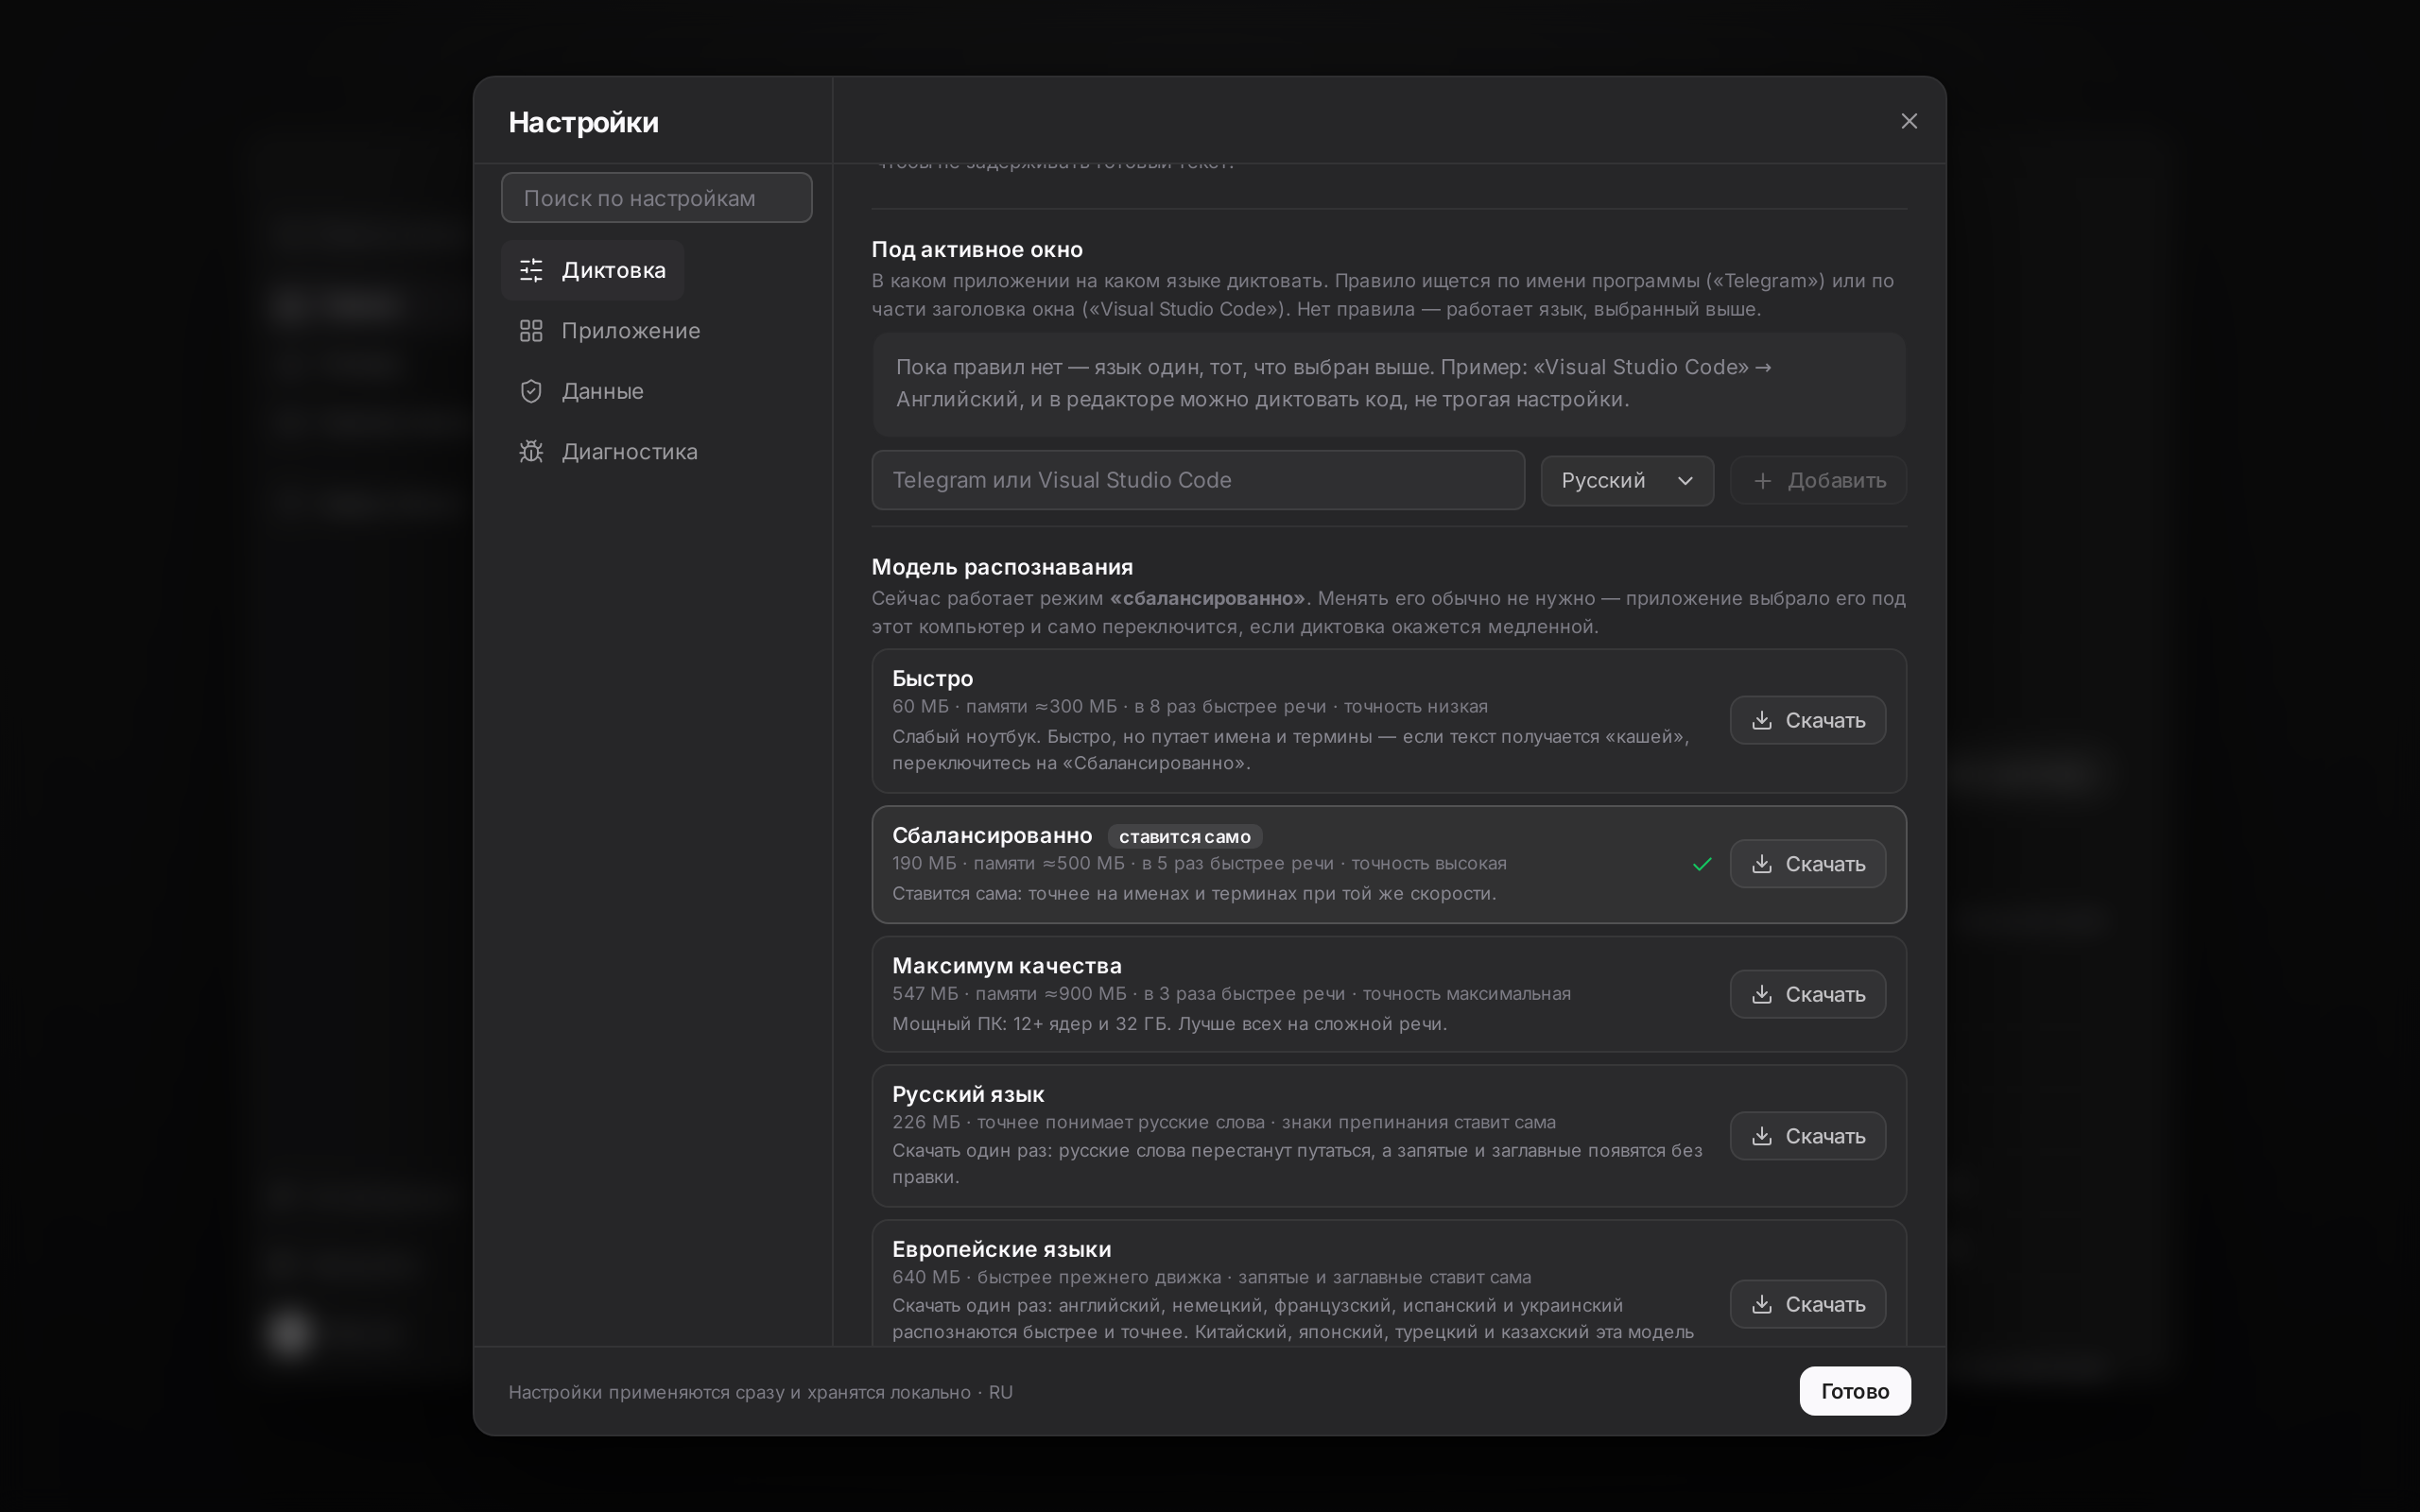 Настройки
Поиск по настройкам
Диктовка
Приложение
Данные
Диагностика
чтобы не задерживать готовый текст.
Под активное окно
В каком приложении на каком языке диктовать. Правило ищется по имени программы («Telegram») или по
части заголовка окна («Visual Studio Code»). Нет правила — работает язык, выбранный выше.
Пока правил нет — язык один, тот, что выбран выше. Пример: «Visual Studio Code» →
Английский, и в редакторе можно диктовать код, не трогая настройки.
Telegram или Visual Studio Code
Русский
Добавить
Модель распознавания
Сейчас работает режим «сбалансированно». Менять его обычно не нужно — приложение выбрало его под
этот компьютер и само переключится, если диктовка окажется медленной.
Быстро
60 МБ · памяти ≈300 МБ · в 8 раз быстрее речи · точность низкая
Слабый ноутбук. Быстро, но путает имена и термины — если текст получается «кашей»,
переключитесь на «Сбалансированно».
Скачать
Сбалансированно ставится само
190 МБ · памяти ≈500 МБ · в 5 раз быстрее речи · точность высокая
Ставится сама: точнее на именах и терминах при той же скорости.
Скачать
Максимум качества
547 МБ · памяти ≈900 МБ · в 3 раза быстрее речи · точность максимальная
Мощный ПК: 12+ ядер и 32 ГБ. Лучше всех на сложной речи.
Скачать
Русский язык
226 МБ · точнее понимает русские слова · знаки препинания ставит сама
Скачать один раз: русские слова перестанут путаться, а запятые и заглавные появятся без
правки.
Скачать
Европейские языки
640 МБ · быстрее прежнего движка · запятые и заглавные ставит сама
Скачать один раз: английский, немецкий, французский, испанский и украинский
распознаются быстрее и точнее. Китайский, японский, турецкий и казахский эта модель
Скачать
Настройки применяются сразу и хранятся локально · RU
Готово